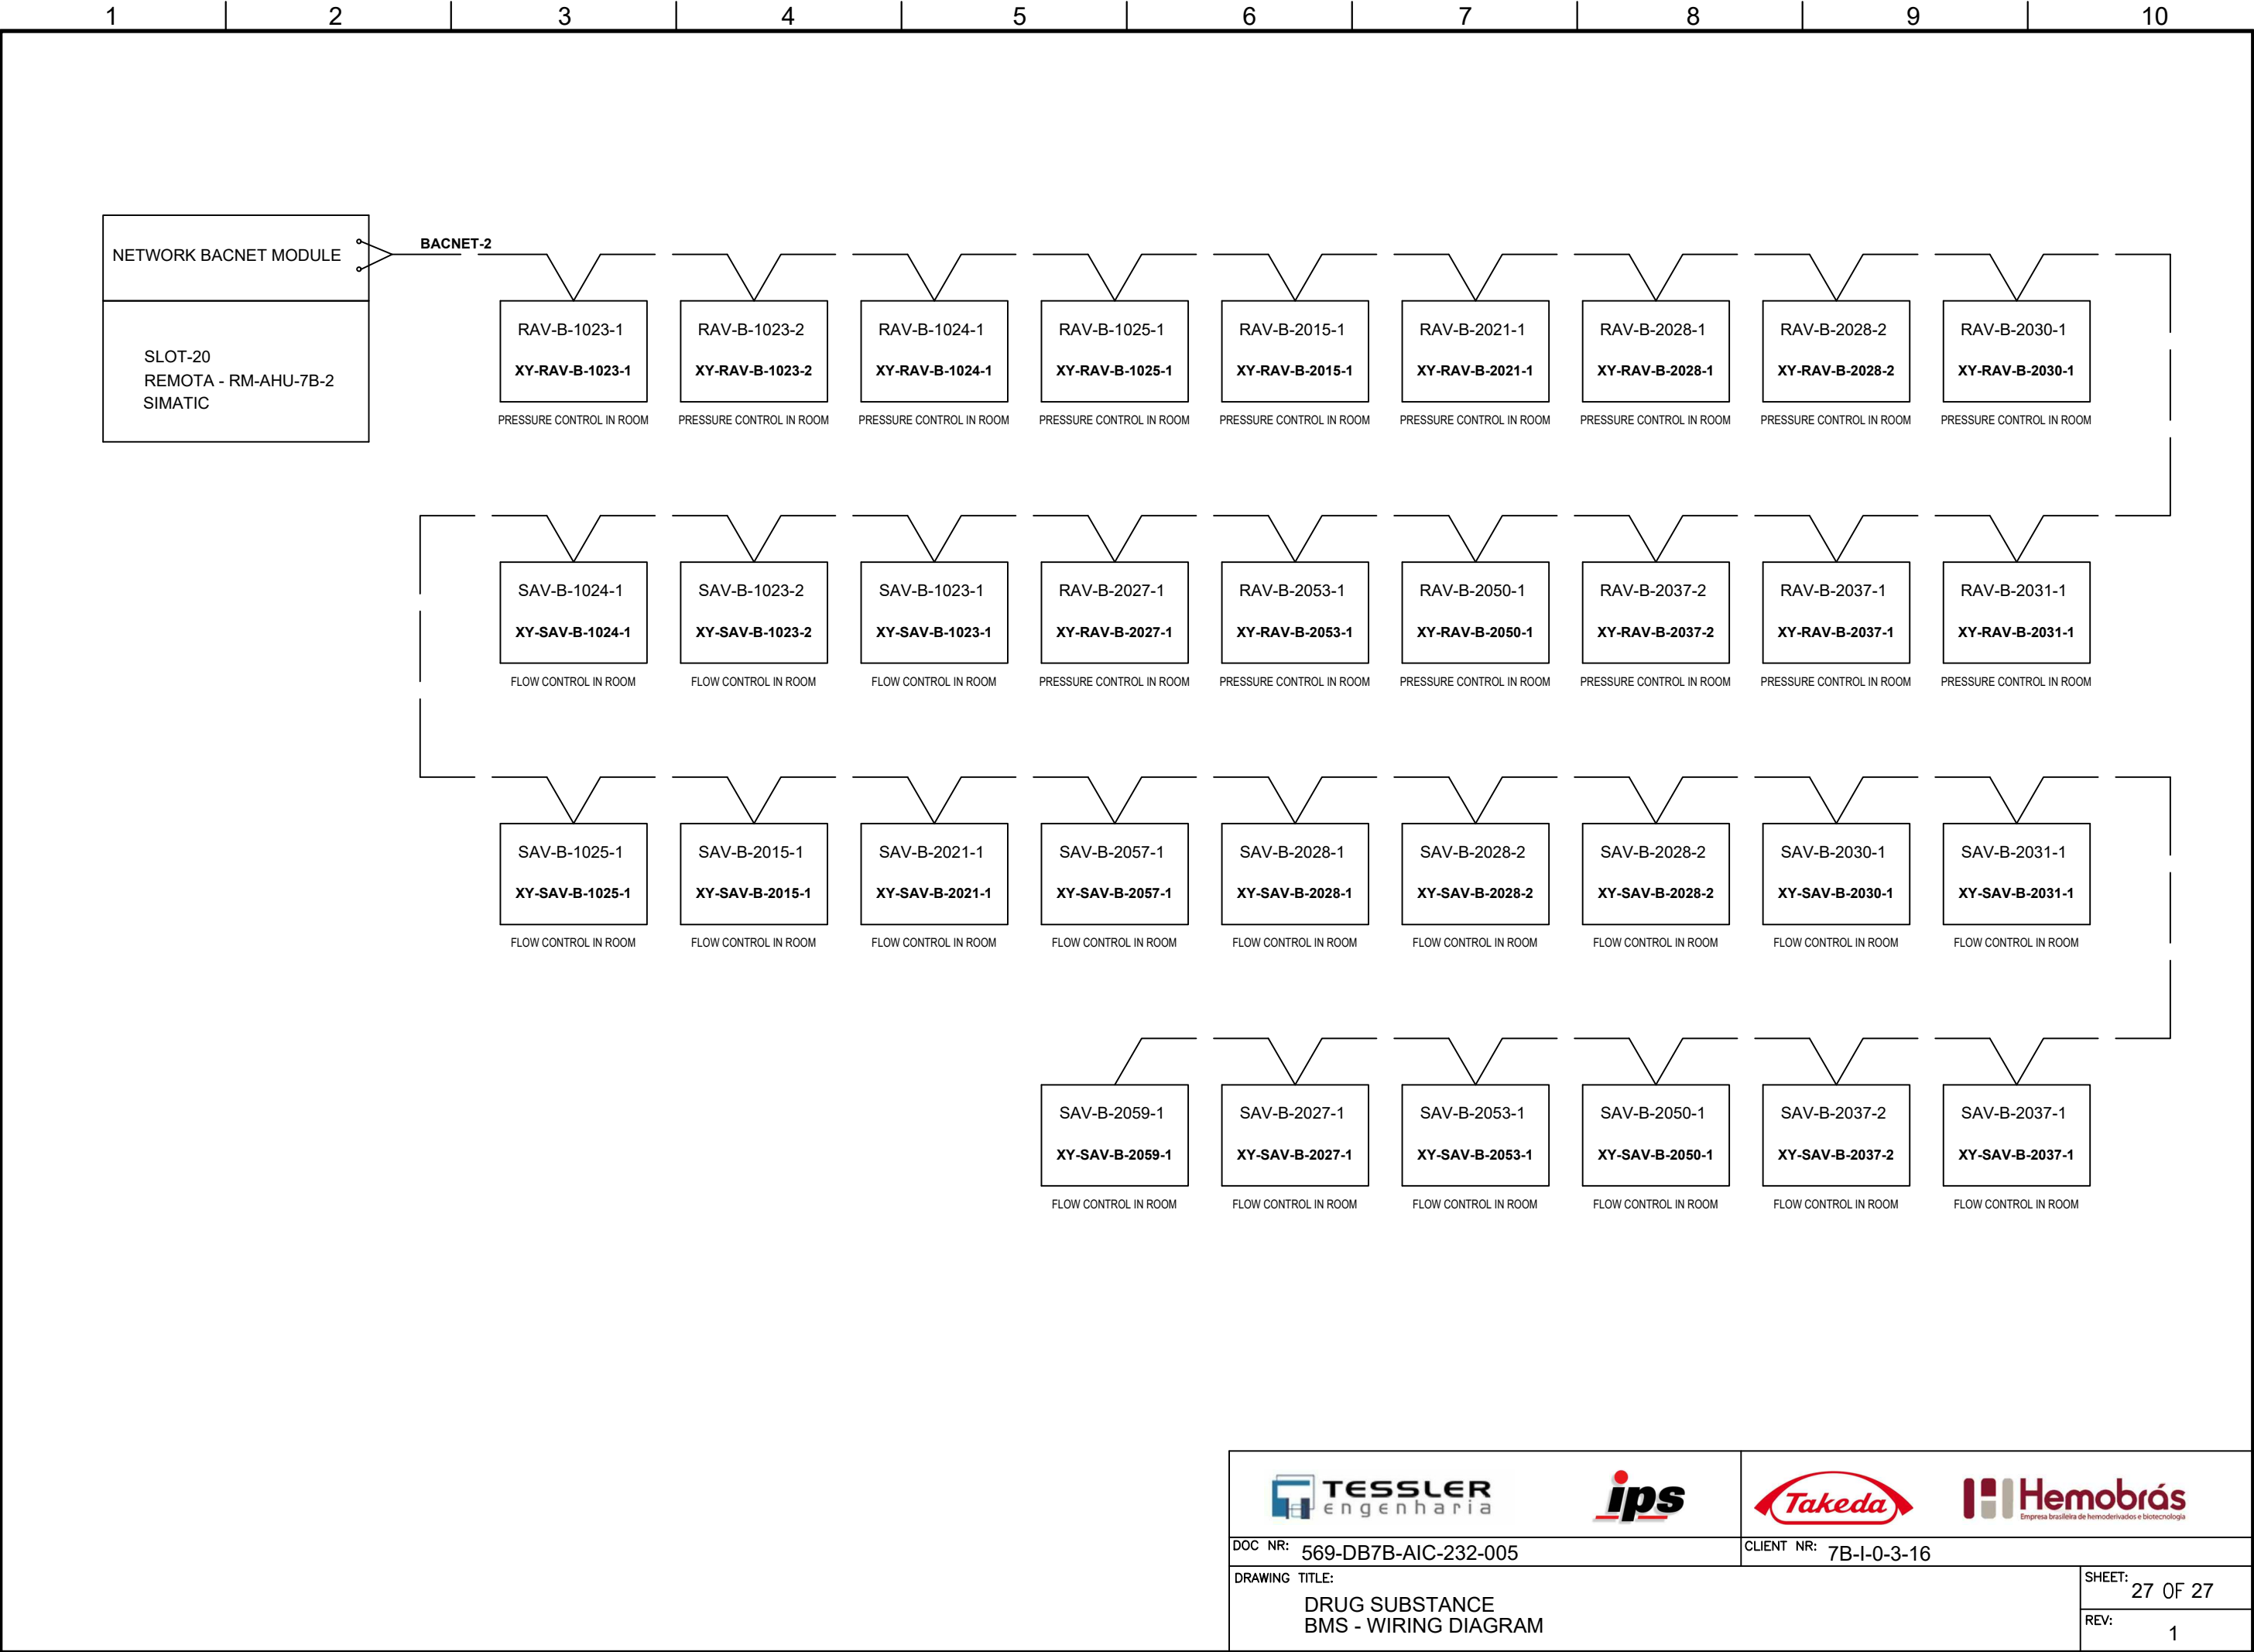 1 2 3 4 5 6 7 8 9 10
NETWORK BACNET MODULE
BACNET-2
SLOT-20
REMOTA - RM-AHU-7B-2
SIMATIC
RAV-B-1023-1 RAV-B-1023-2 RAV-B-1024-1 RAV-B-1025-1 RAV-B-2015-1 RAV-B-2021-1 RAV-B-2028-1 RAV-B-2028-2 RAV-B-2030-1
XY-RAV-B-1023-1 XY-RAV-B-1023-2 XY-RAV-B-1024-1 XY-RAV-B-1025-1 XY-RAV-B-2015-1 XY-RAV-B-2021-1 XY-RAV-B-2028-1 XY-RAV-B-2028-2 XY-RAV-B-2030-1
PRESSURE CONTROL IN ROOM PRESSURE CONTROL IN ROOM PRESSURE CONTROL IN ROOM PRESSURE CONTROL IN ROOM PRESSURE CONTROL IN ROOM PRESSURE CONTROL IN ROOM PRESSURE CONTROL IN ROOM PRESSURE CONTROL IN ROOM PRESSURE CONTROL IN ROOM
SAV-B-1024-1 SAV-B-1023-2 SAV-B-1023-1 RAV-B-2027-1 RAV-B-2053-1 RAV-B-2050-1 RAV-B-2037-2 RAV-B-2037-1 RAV-B-2031-1
XY-SAV-B-1024-1 XY-SAV-B-1023-2 XY-SAV-B-1023-1 XY-RAV-B-2027-1 XY-RAV-B-2053-1 XY-RAV-B-2050-1 XY-RAV-B-2037-2 XY-RAV-B-2037-1 XY-RAV-B-2031-1
FLOW CONTROL IN ROOM FLOW CONTROL IN ROOM FLOW CONTROL IN ROOM PRESSURE CONTROL IN ROOM PRESSURE CONTROL IN ROOM PRESSURE CONTROL IN ROOM PRESSURE CONTROL IN ROOM PRESSURE CONTROL IN ROOM PRESSURE CONTROL IN ROOM
SAV-B-1025-1 SAV-B-2015-1 SAV-B-2021-1 SAV-B-2057-1 SAV-B-2028-1 SAV-B-2028-2 SAV-B-2028-2 SAV-B-2030-1 SAV-B-2031-1
XY-SAV-B-1025-1 XY-SAV-B-2015-1 XY-SAV-B-2021-1 XY-SAV-B-2057-1 XY-SAV-B-2028-1 XY-SAV-B-2028-2 XY-SAV-B-2028-2 XY-SAV-B-2030-1 XY-SAV-B-2031-1
FLOW CONTROL IN ROOM FLOW CONTROL IN ROOM FLOW CONTROL IN ROOM FLOW CONTROL IN ROOM FLOW CONTROL IN ROOM FLOW CONTROL IN ROOM FLOW CONTROL IN ROOM FLOW CONTROL IN ROOM FLOW CONTROL IN ROOM
SAV-B-2059-1 SAV-B-2027-1 SAV-B-2053-1 SAV-B-2050-1 SAV-B-2037-2 SAV-B-2037-1
XY-SAV-B-2059-1 XY-SAV-B-2027-1 XY-SAV-B-2053-1 XY-SAV-B-2050-1 XY-SAV-B-2037-2 XY-SAV-B-2037-1
FLOW CONTROL IN ROOM FLOW CONTROL IN ROOM FLOW CONTROL IN ROOM FLOW CONTROL IN ROOM FLOW CONTROL IN ROOM FLOW CONTROL IN ROOM
TESSLER
engenharia
ips
Takeda
Hemobrás
Empresa brasileira de hemoderivados e biotecnologia
DOC NR: 569-DB7B-AIC-232-005
CLIENT NR: 7B-I-0-3-16
DRAWING TITLE:
DRUG SUBSTANCE
BMS - WIRING DIAGRAM
SHEET: 27 OF 27
REV: 1